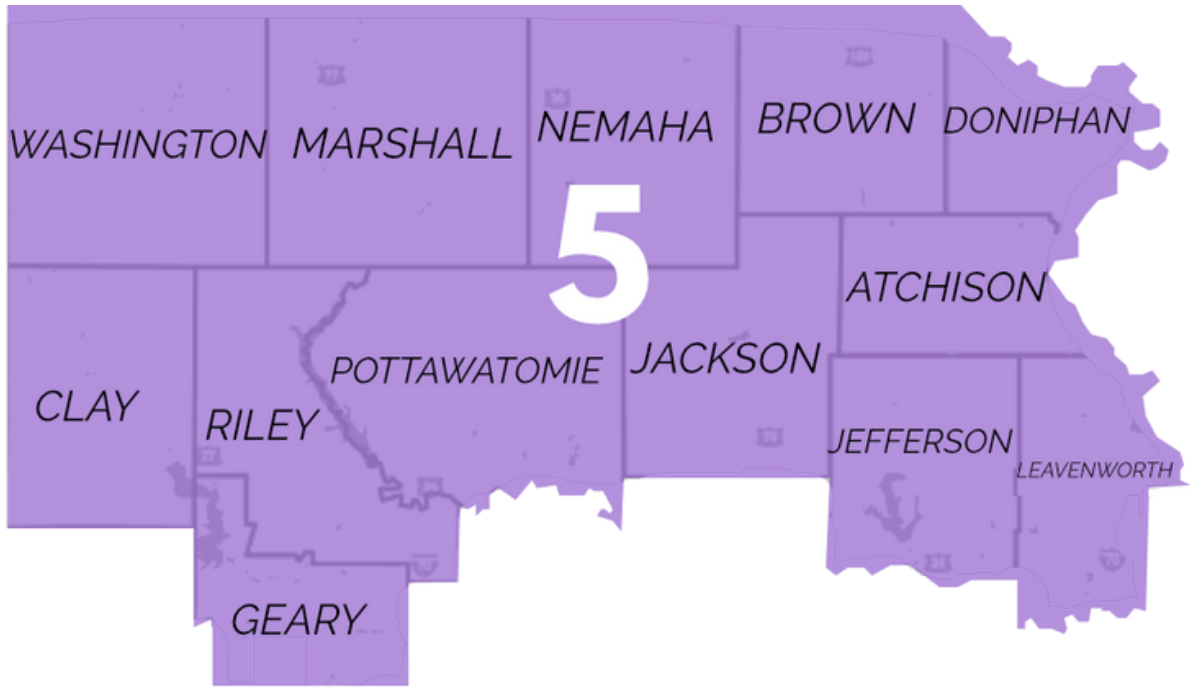 WASHINGTON
MARSHALL
NEMAHA
BROWN
DONIPHAN
5
ATCHISON
CLAY
RILEY
POTTAWATOMIE
JACKSON
JEFFERSON
LEAVENWORTH
GEARY